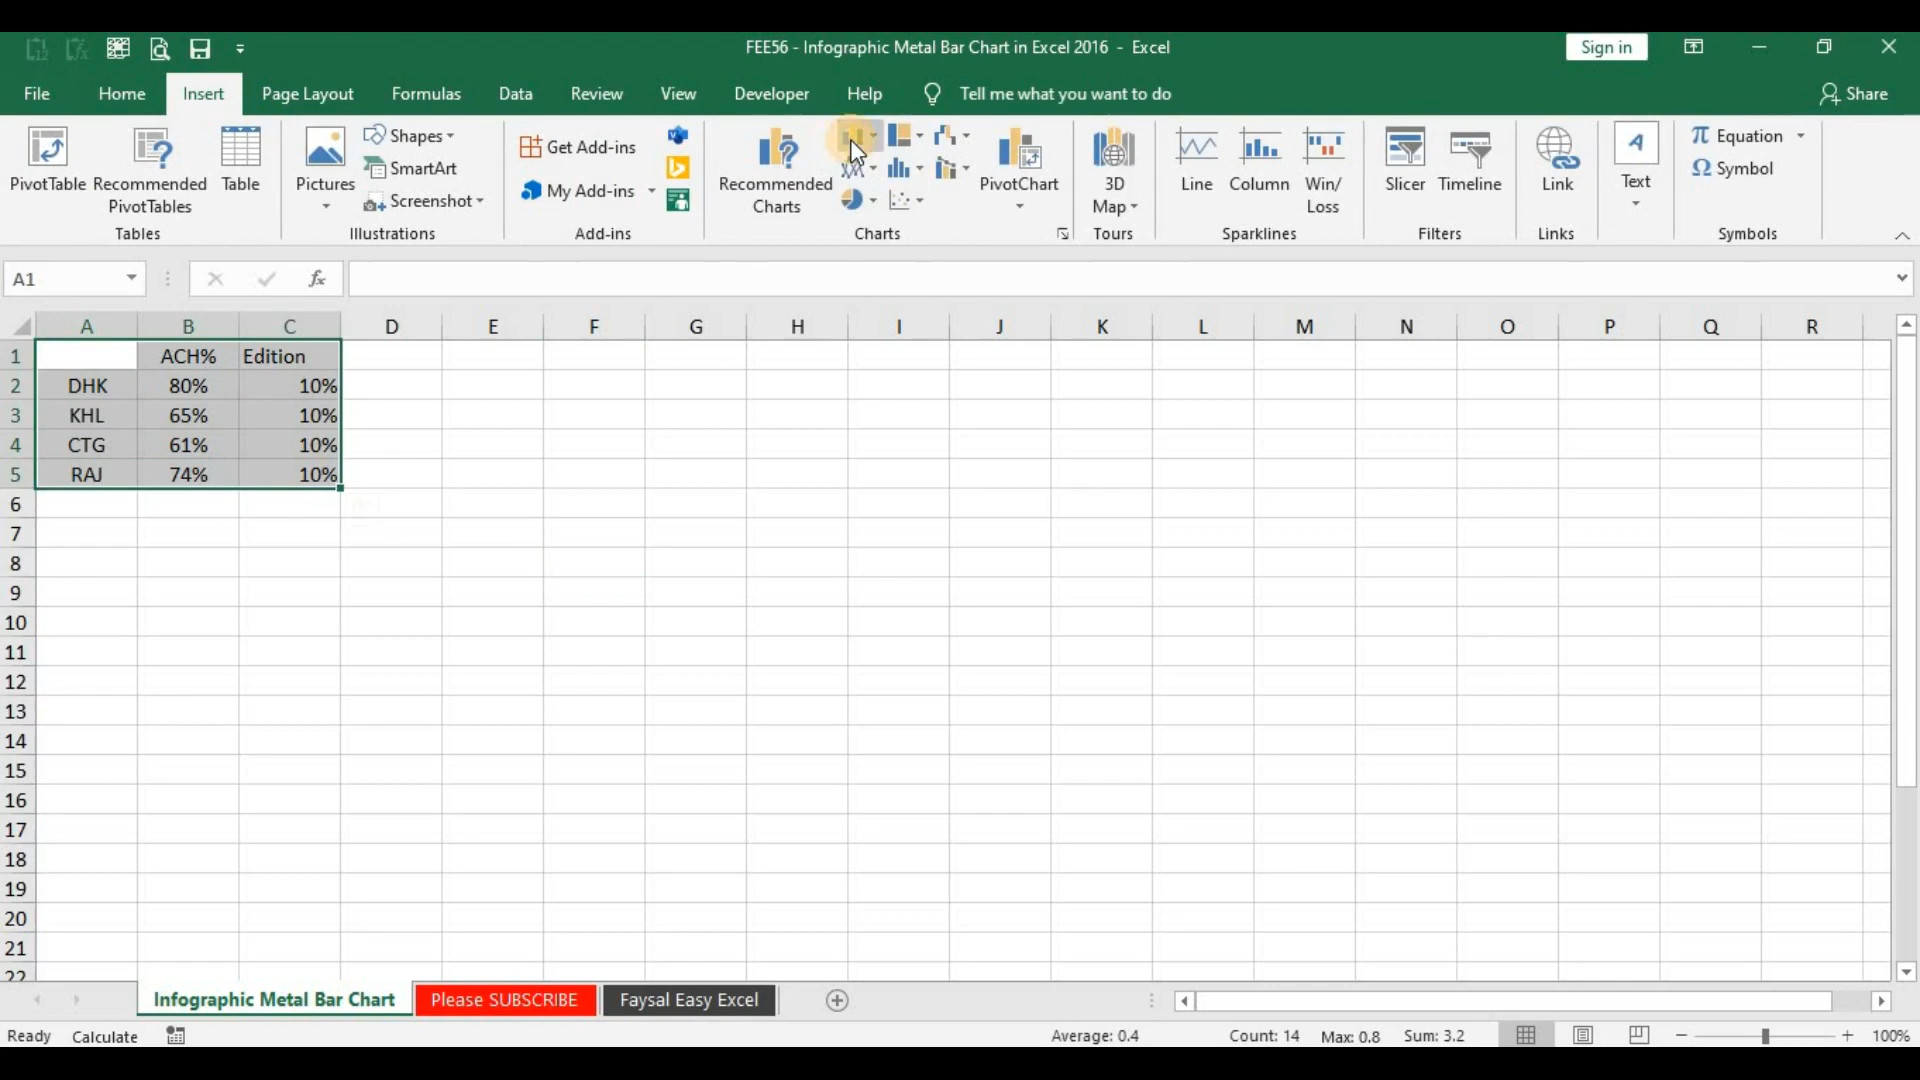 FEE56 - Infographic Metal Bar Chart in Excel 2016 - Excel
Sign in
File Home Insert Page Layout Formulas Data Review View Developer Help Tell me what you want to do Share
PivotTable
Recommended
PivotTables
Table
Tables
Pictures
Shapes
SmartArt
Screenshot
Illustrations
Get Add-ins
My Add-ins
Add-ins
Recommended
Charts
PivotChart
Charts
3D
Map
Tours
Line
Column
Win/
Loss
Sparklines
Slicer
Timeline
Filters
Link
Links
A
Text
π Equation
Ω Symbol
Symbols
A1
fx
A B C D E F G H I J K L M N O P Q R
1 ACH% Edition
2 DHK 80% 10%
3 KHL 65% 10%
4 CTG 61% 10%
5 RAJ 74% 10%
6
7
8
9
10
11
12
13
14
15
16
17
18
19
20
21
22
Infographic Metal Bar Chart Please SUBSCRIBE Faysal Easy Excel
Ready Calculate Average: 0.4 Count: 14 Max: 0.8 Sum: 3.2 100%